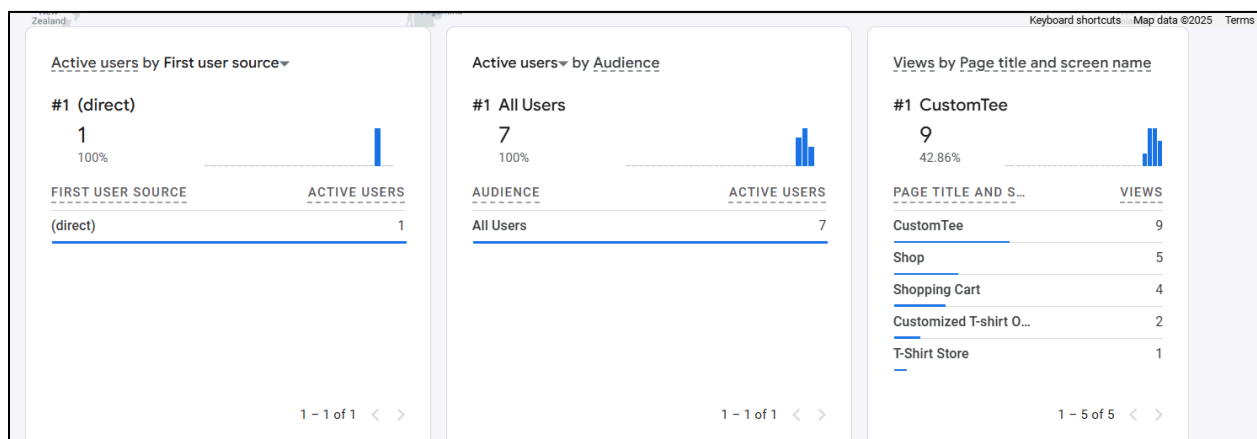 Zealand
Keyboard shortcuts Map data ©2025 Terms
Active users by First user source
#1 (direct)
1
100%
FIRST USER SOURCE ACTIVE USERS
(direct) 1
1 – 1 of 1
Active users by Audience
#1 All Users
7
100%
AUDIENCE ACTIVE USERS
All Users 7
1 – 1 of 1
Views by Page title and screen name
#1 CustomTee
9
42.86%
PAGE TITLE AND S… VIEWS
CustomTee 9
Shop 5
Shopping Cart 4
Customized T-shirt O… 2
T-Shirt Store 1
1 – 5 of 5